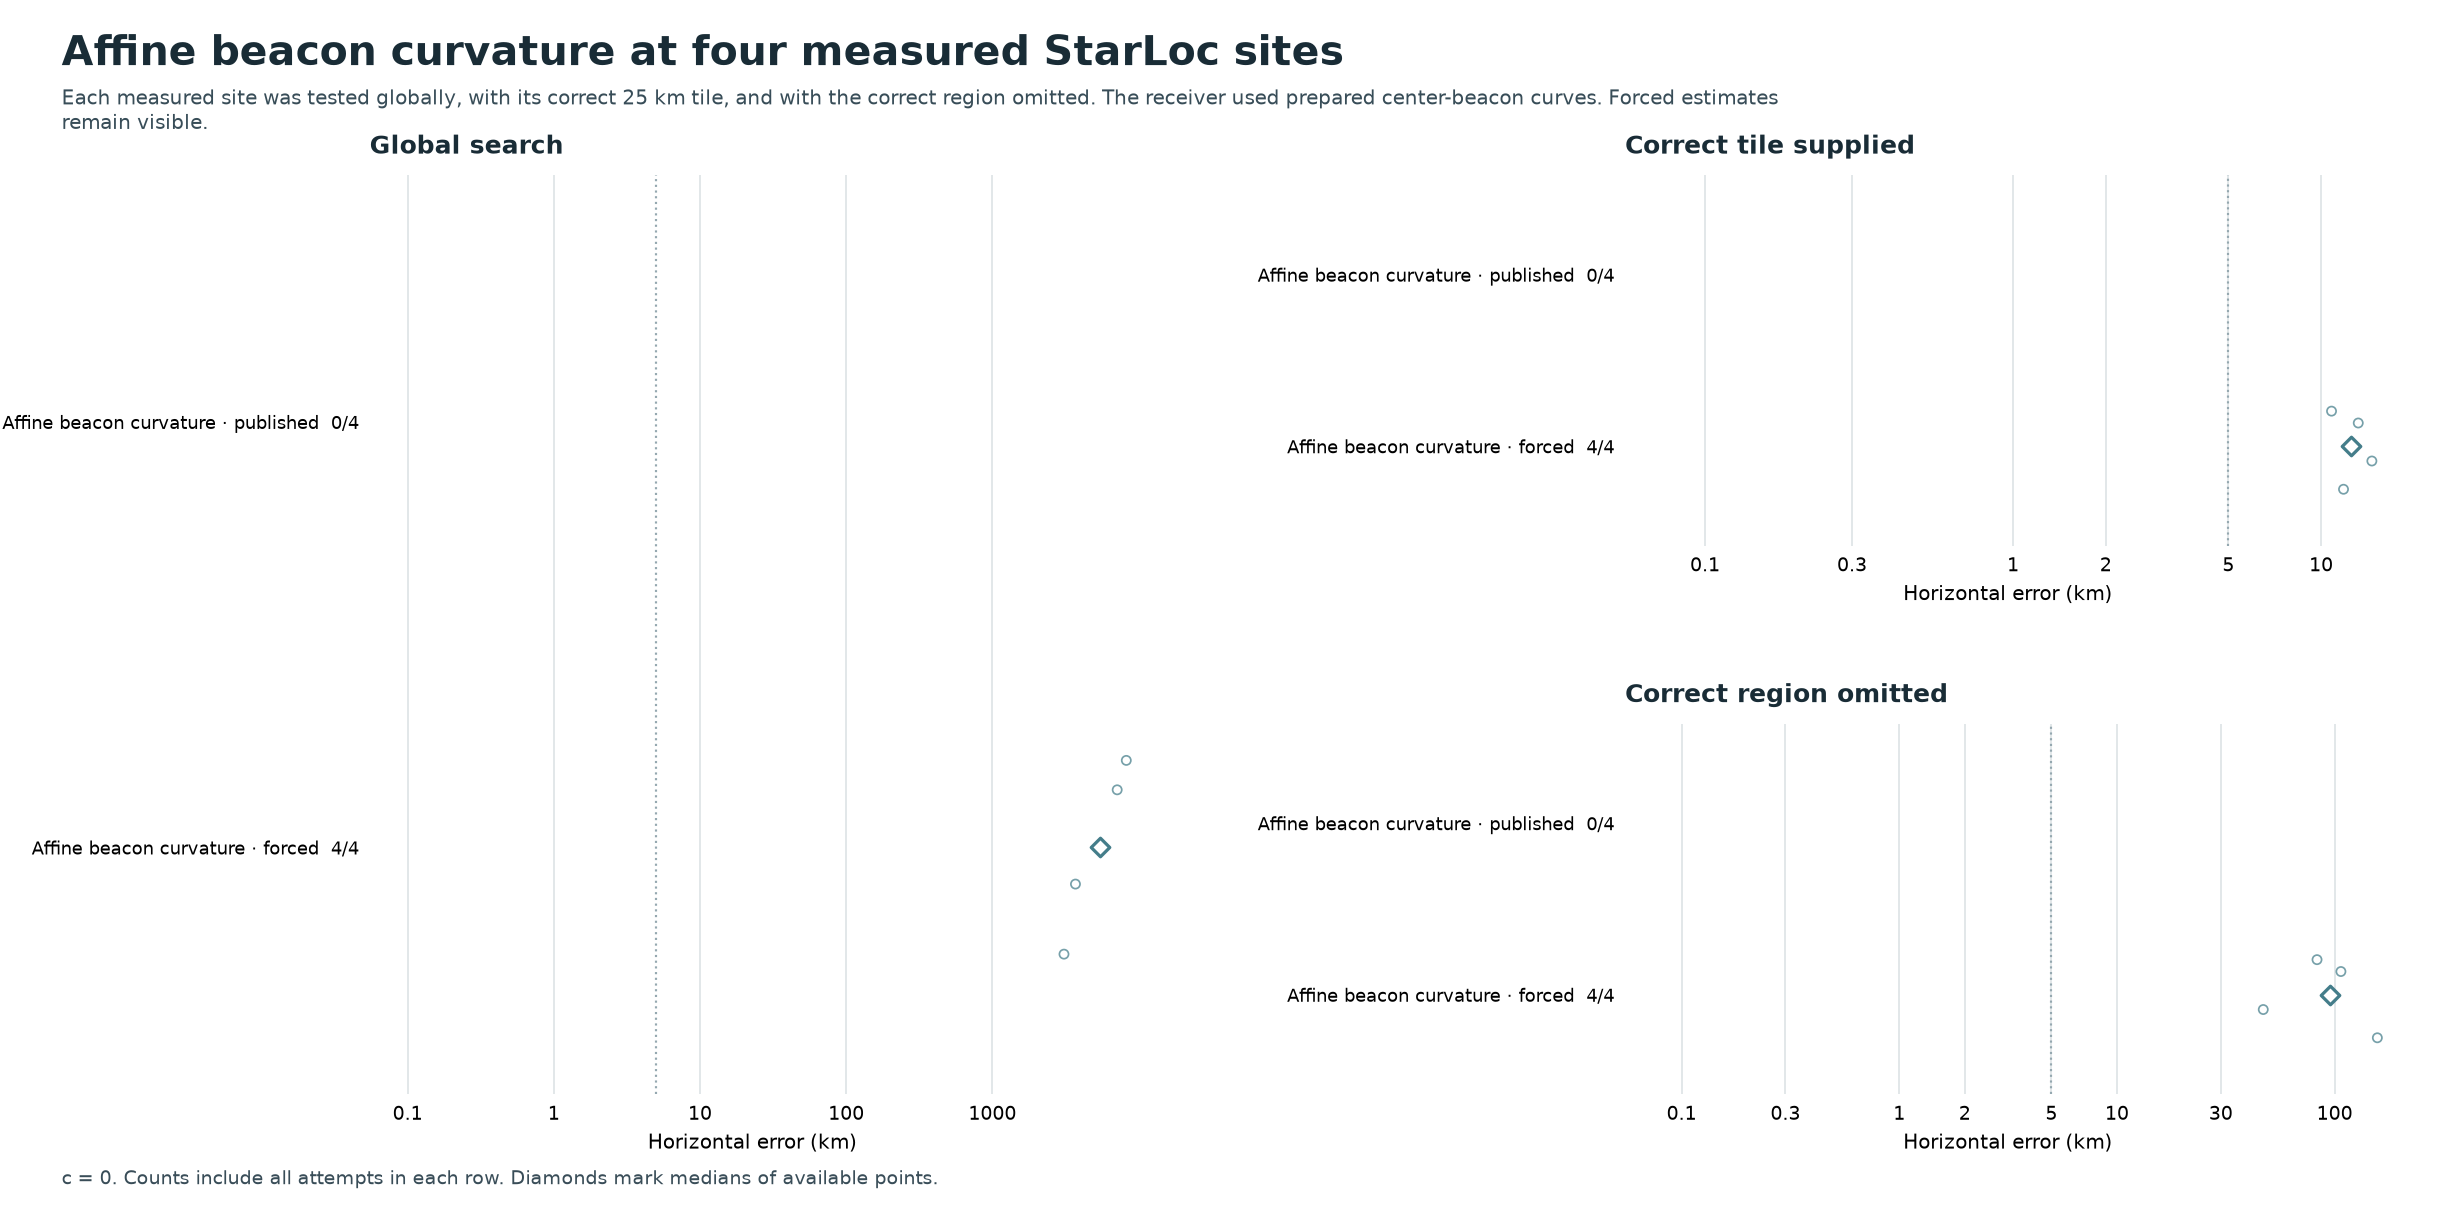 Affine beacon curvature at four measured StarLoc sites
Each measured site was tested globally, with its correct 25 km tile, and with the correct region omitted. The receiver used prepared center-beacon curves. Forced estimates
remain visible.
Global search
Affine beacon curvature · published 0/4
Affine beacon curvature · forced 4/4
0.1 1 10 100 1000
Horizontal error (km)
Correct tile supplied
Affine beacon curvature · published 0/4
Affine beacon curvature · forced 4/4
0.1 0.3 1 2 5 10
Horizontal error (km)
Correct region omitted
Affine beacon curvature · published 0/4
Affine beacon curvature · forced 4/4
0.1 0.3 1 2 5 10 30 100
Horizontal error (km)
c = 0. Counts include all attempts in each row. Diamonds mark medians of available points.